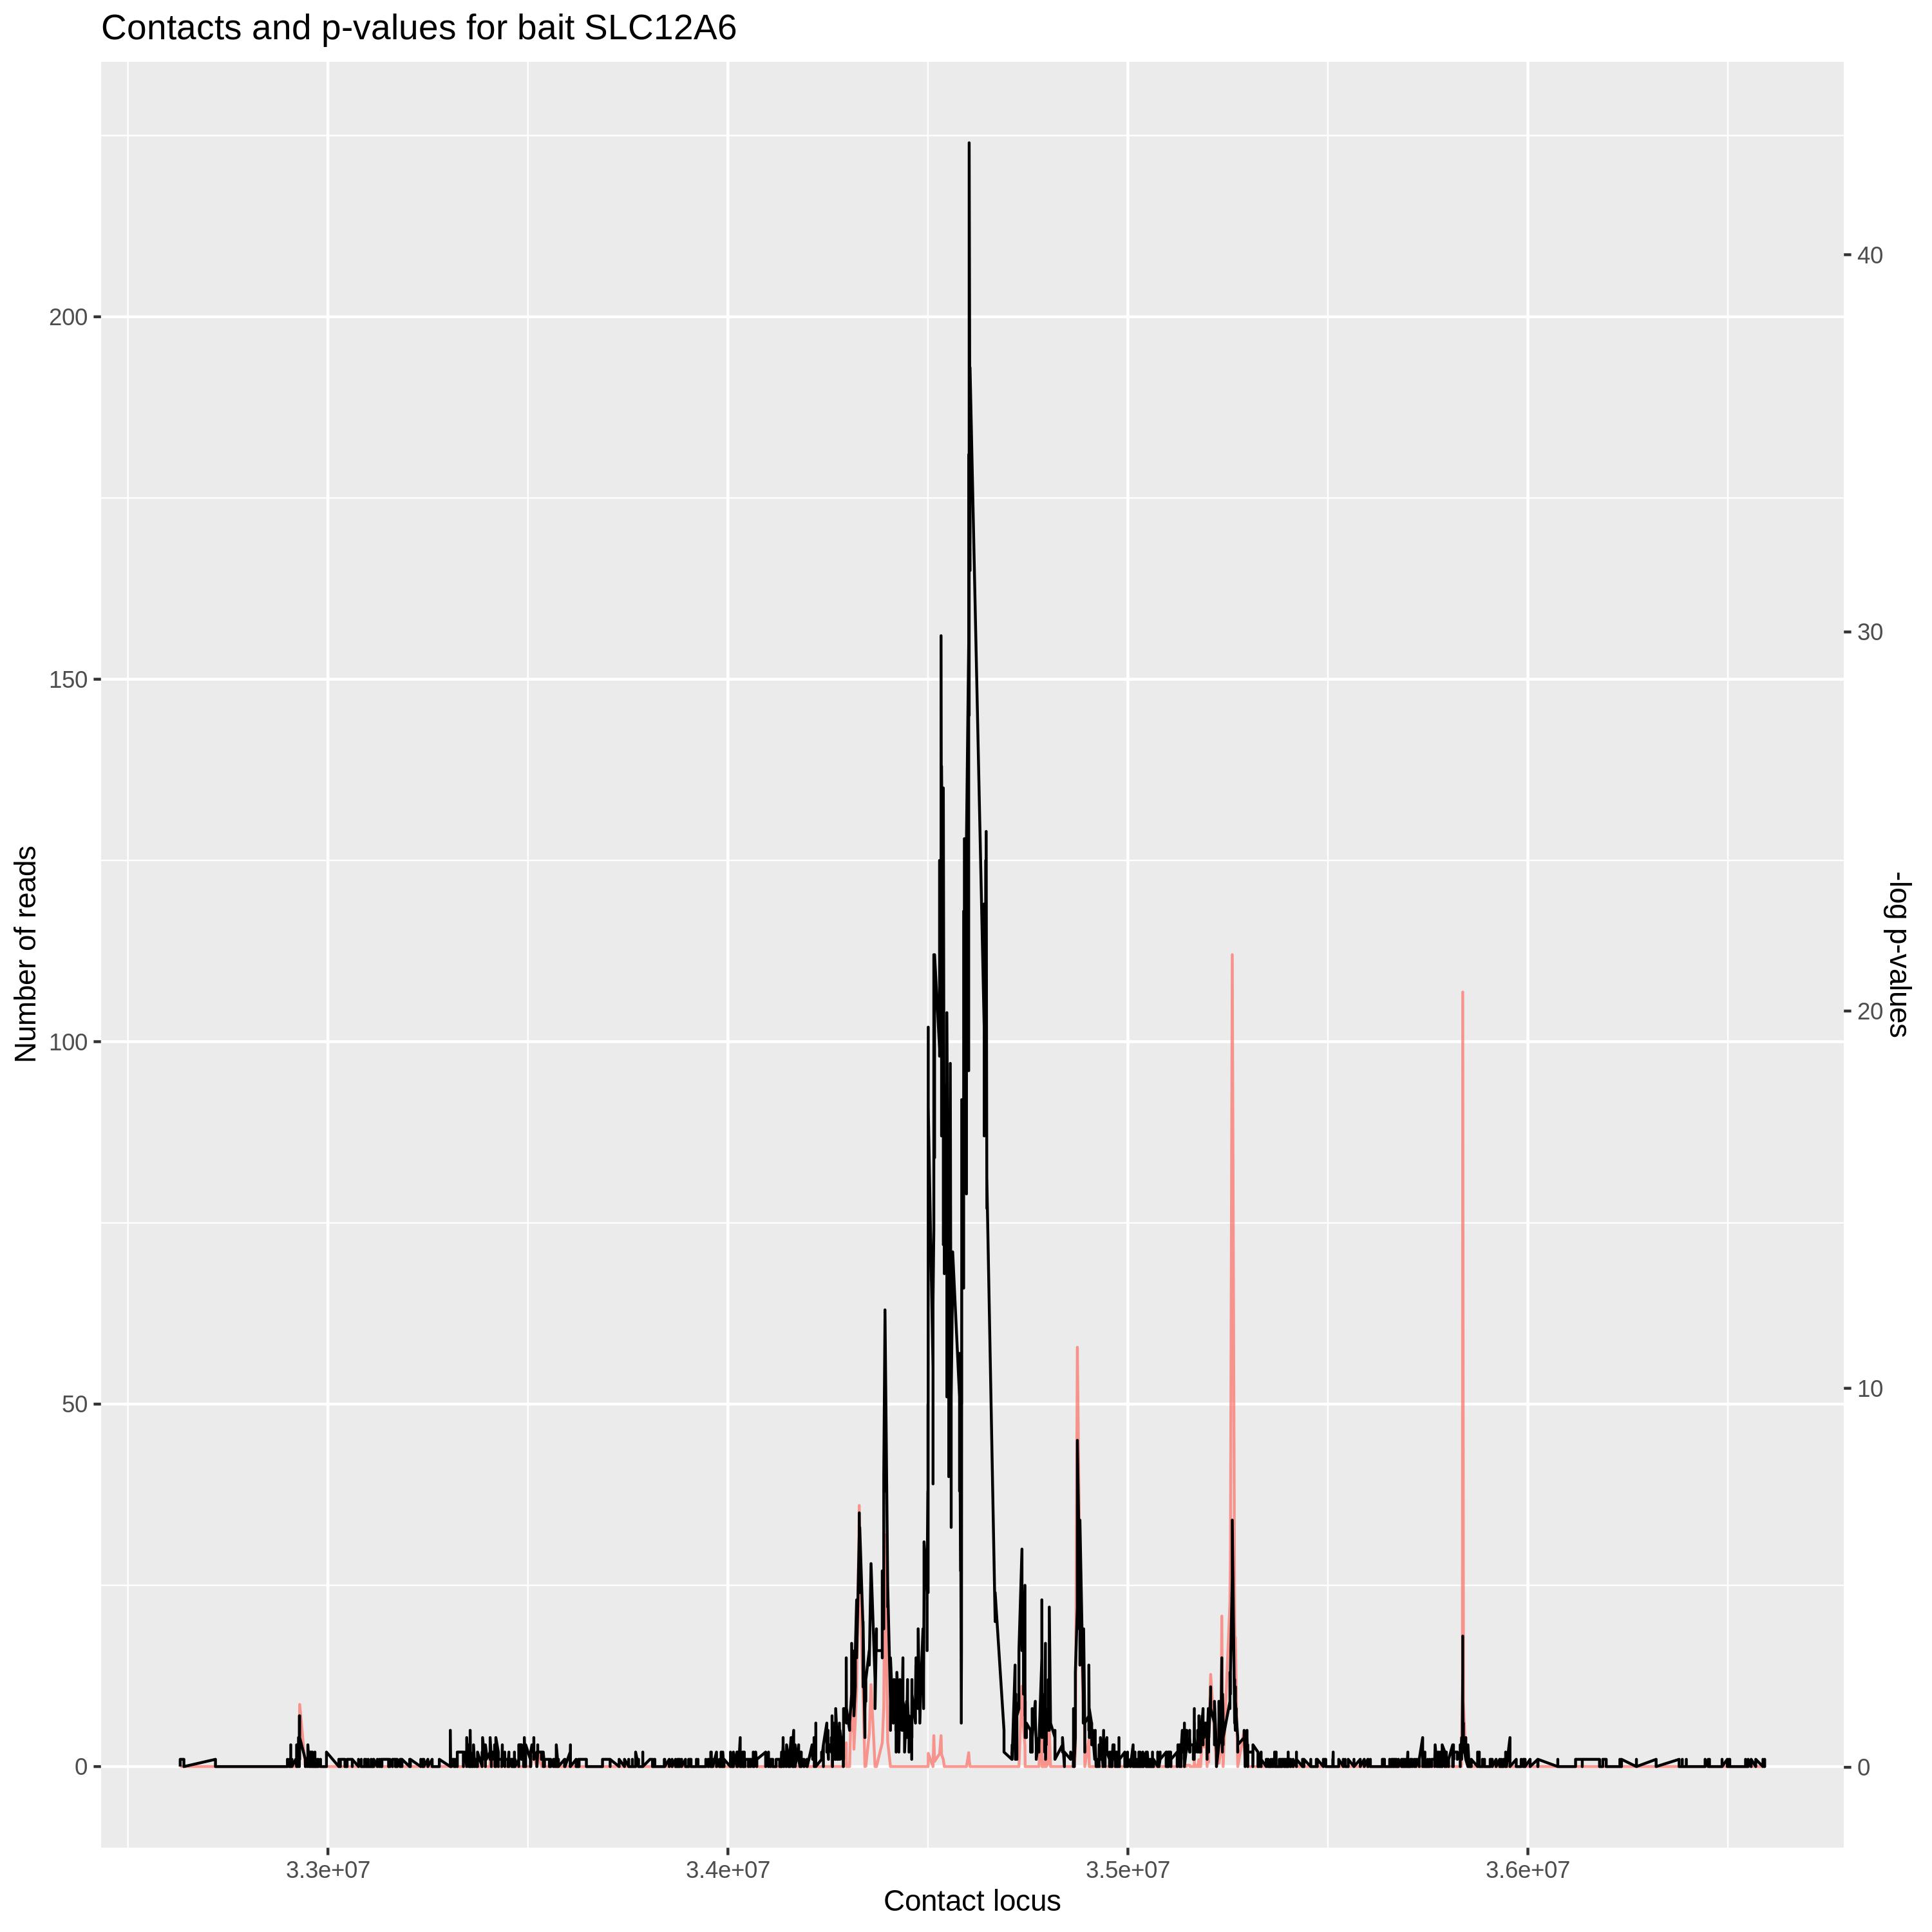 Contacts and p-values for bait SLC12A6
Number of reads
200
150
100
50
0
40
30
20
10
0
-log p-values
3.3e+07
3.4e+07
3.5e+07
3.6e+07
Contact locus